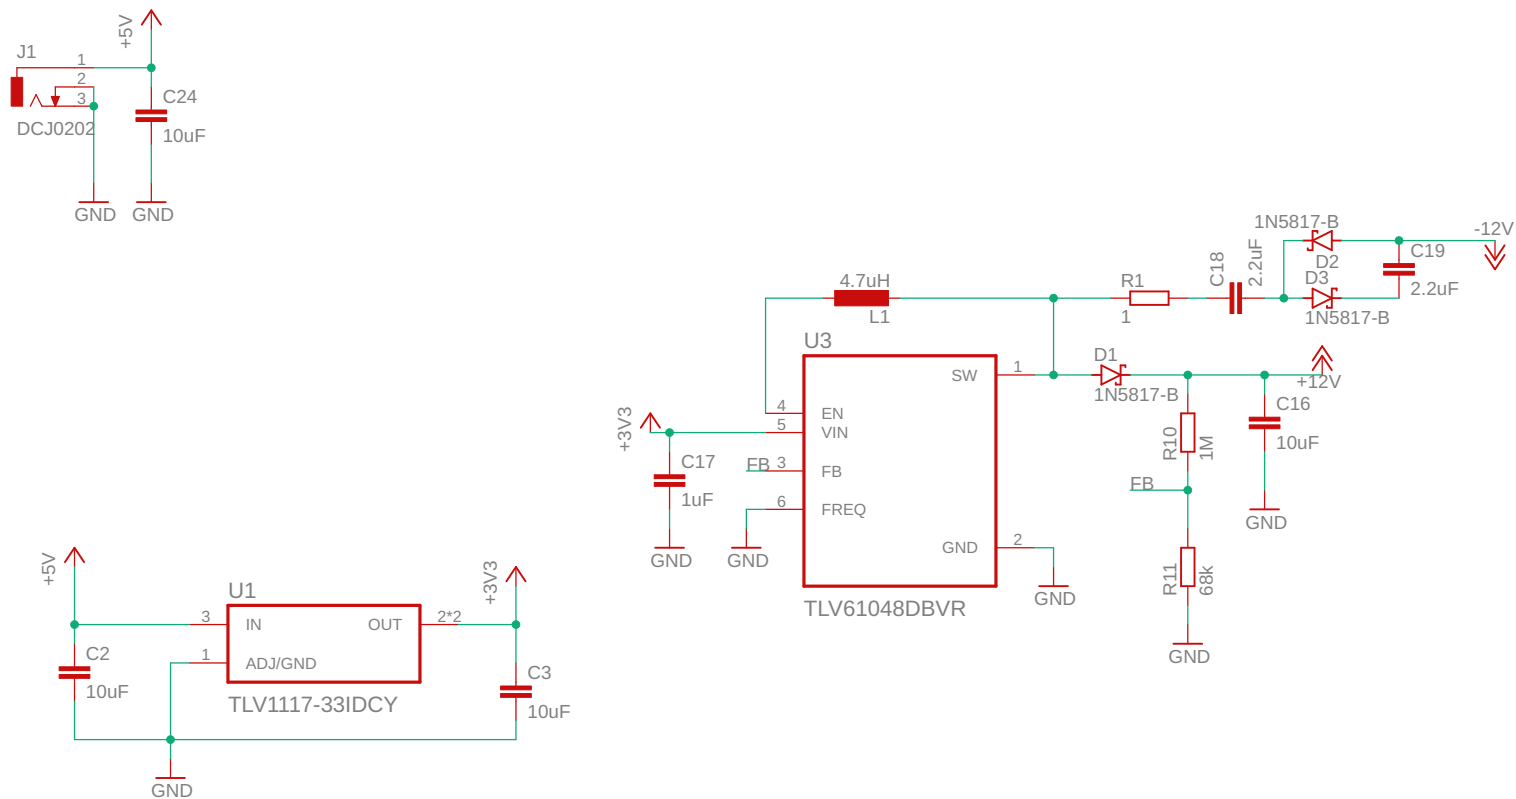 +5V
J1
1
2
3
DCJ0202
C24
10uF
GND
GND
1N5817-B
-12V
D2
C19
2.2uF
C18
2.2uF
D3
1N5817-B
4.7uH
L1
R1
1
U3
SW
1
D1
1N5817-B
+12V
C16
10uF
R10
1M
FB
R11
68k
GND
GND
+3V3
4
EN
5
VIN
C17
1uF
FB
3
FB
6
FREQ
GND
GND
GND
2
GND
TLV61048DBVR
+5V
U1
3
IN
OUT
2*2
+3V3
1
ADJ/GND
C2
10uF
TLV1117-33IDCY
C3
10uF
GND